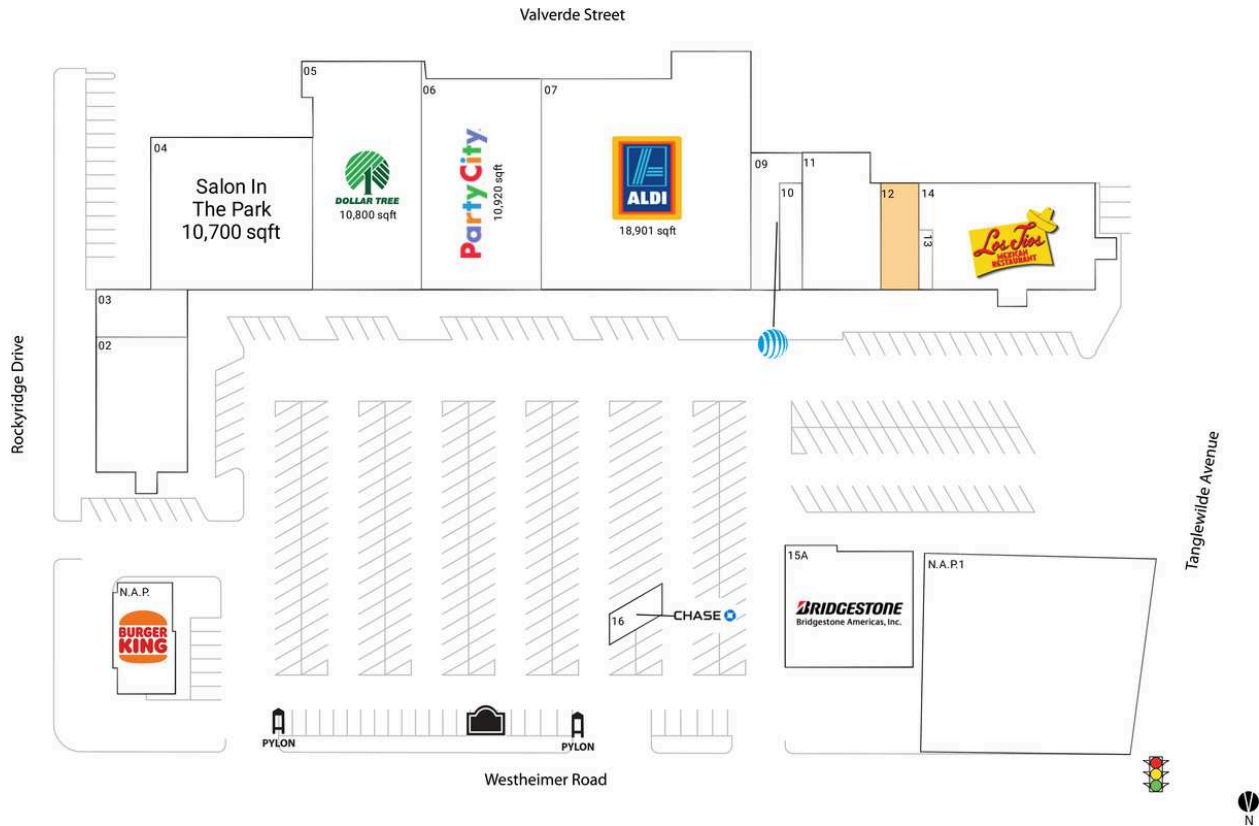 Valverde Street
05
06
07
04
Salon In
The Park
10,700 sqft
DOLLAR TREE
10,800 sqft
PartyCity
10,920 sqft
ALDI
18,901 sqft
09
10
11
12
14
13
Los Tios
MEXICAN
RESTAURANT
03
02
Rockyridge Drive
Tanglewilde Avenue
N.A.P.
BURGER
KING
16
CHASE
15A
BRIDGESTONE
Bridgestone Americas, Inc.
N.A.P.1
PYLON
PYLON
Westheimer Road
N